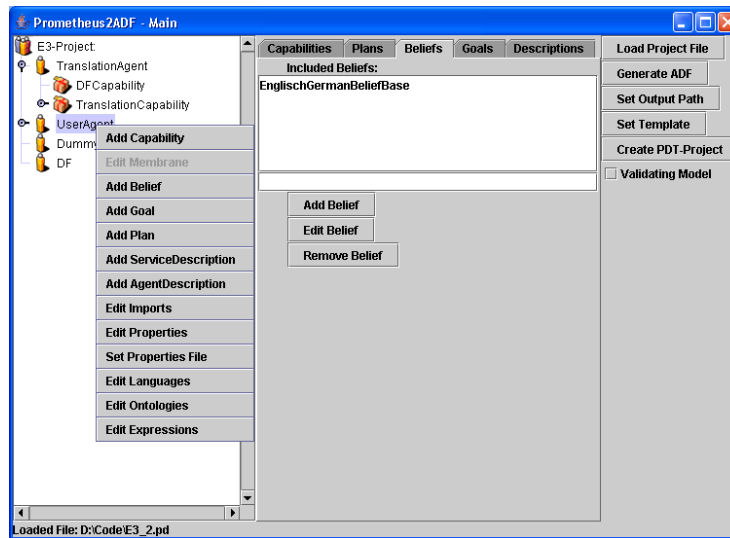 Prometheus2ADF - Main
E3-Project:
TranslationAgent
DFCapability
TranslationCapability
UserAgent
Dummy
DF
Add Capability
Edit Membrane
Add Belief
Add Goal
Add Plan
Add ServiceDescription
Add AgentDescription
Edit Imports
Edit Properties
Set Properties File
Edit Languages
Edit Ontologies
Edit Expressions
Capabilities Plans Beliefs Goals Descriptions
Included Beliefs:
EnglischGermanBeliefBase
Add Belief
Edit Belief
Remove Belief
Load Project File
Generate ADF
Set Output Path
Set Template
Create PDT-Project
Validating Model
Loaded File: D:\Code\E3_2.pd